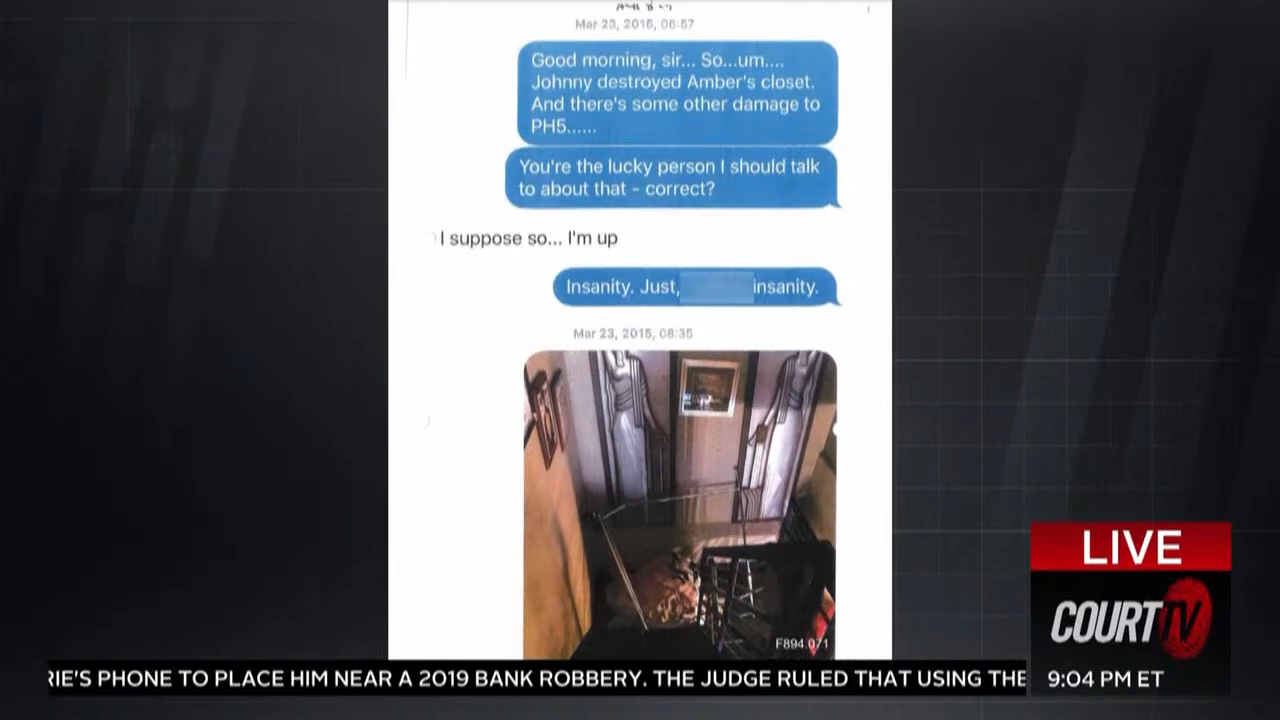 Mar 23, 2015, 06:57
Good morning, sir... So...um....
Johnny destroyed Amber's closet.
And there's some other damage to
PH5......
You're the lucky person I should talk
to about that - correct?
I suppose so... I'm up
Insanity. Just, insanity.
Mar 23, 2015, 08:35
F894.071
LIVE
COURT TV
RIE'S PHONE TO PLACE HIM NEAR A 2019 BANK ROBBERY. THE JUDGE RULED THAT USING THE
9:04 PM ET